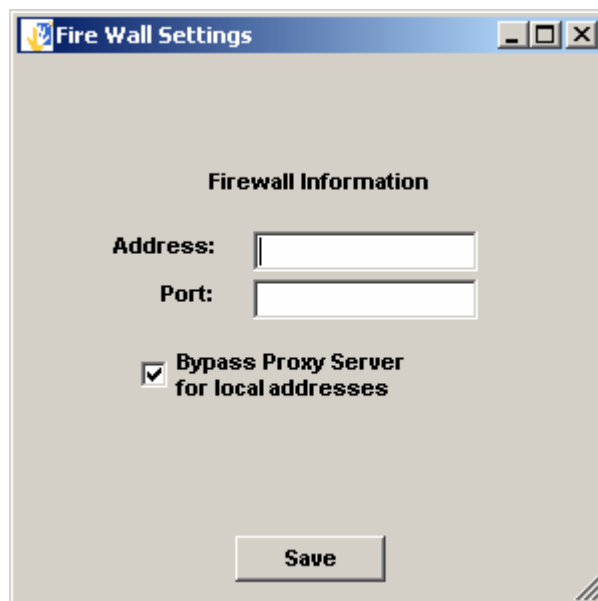 Fire Wall Settings
Firewall Information
Address:
Port:
Bypass Proxy Server
for local addresses
Save